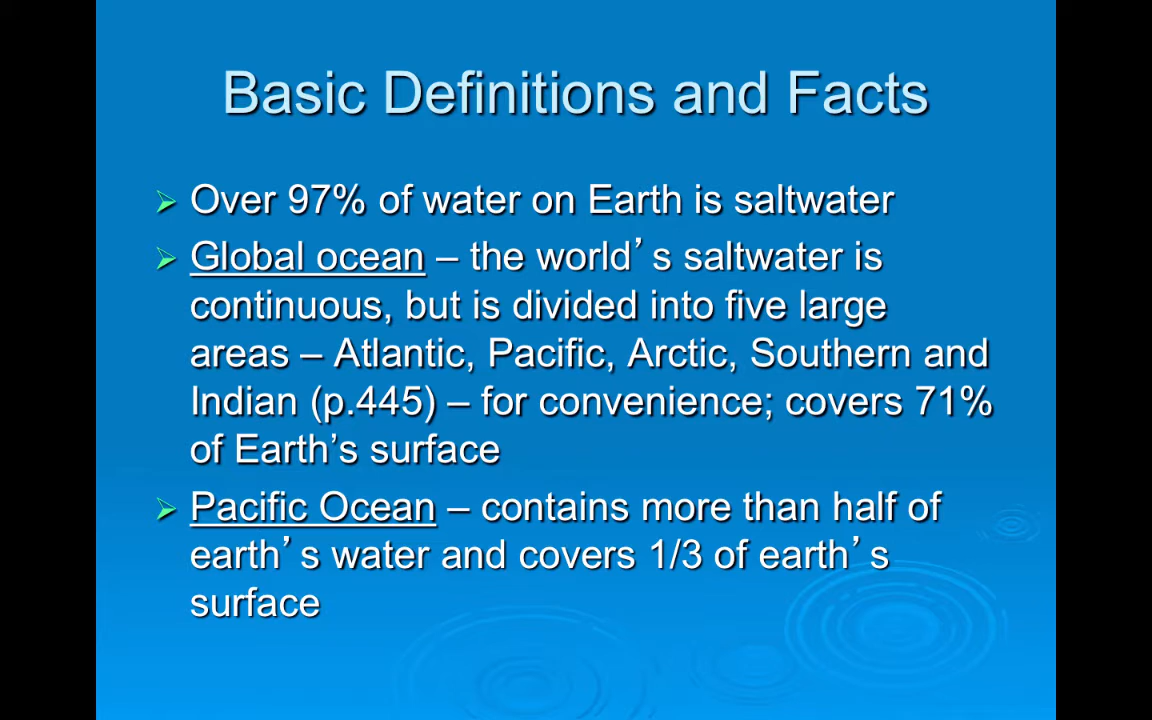 Basic Definitions and Facts
Over 97% of water on Earth is saltwater
Global ocean – the world’s saltwater is
continuous, but is divided into five large
areas – Atlantic, Pacific, Arctic, Southern and
Indian (p.445) – for convenience; covers 71%
of Earth’s surface
Pacific Ocean – contains more than half of
earth’s water and covers 1/3 of earth’s
surface